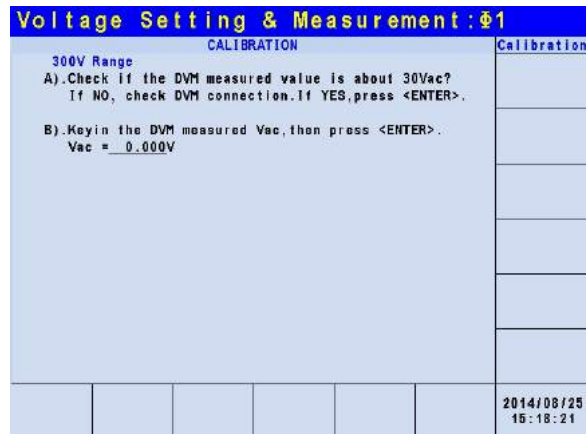 Voltage Setting & Measurement:Φ1
CALIBRATION
Calibration
300V Range
A).Check if the DVM measured value is about 30Vac?
If NO, check DVM connection.If YES,press <ENTER>.
B).Keyin the DVM measured Vac,then press <ENTER>.
Vac = 0.000V
2014/08/25
15:18:21